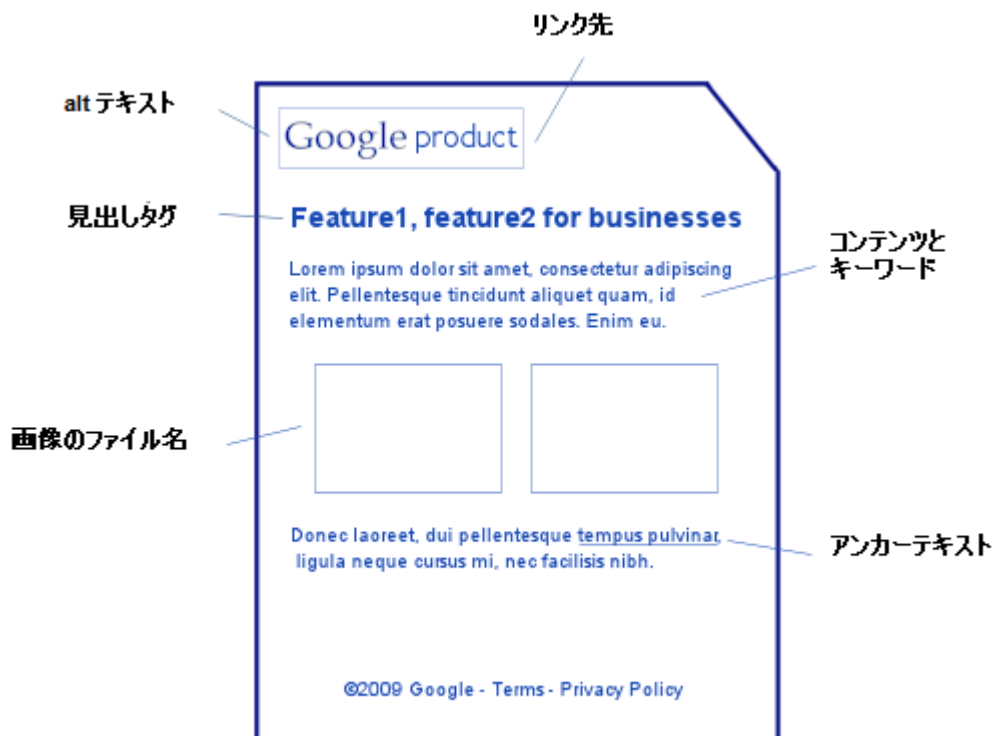 リンク先
alt テキスト
Google product
見出しタグ
Feature1, feature2 for businesses
コンテンツと
キーワード
Lorem ipsum dolor sit amet, consectetur adipiscing
elit. Pellentesque tincidunt aliquet quam, id
elementum erat posuere sodales. Enim eu.
画像のファイル名
Donec laoreet, dui pellentesque tempus pulvinar,
ligula neque cursus mi, nec facilisis nibh.
アンカーテキスト
©2009 Google - Terms - Privacy Policy